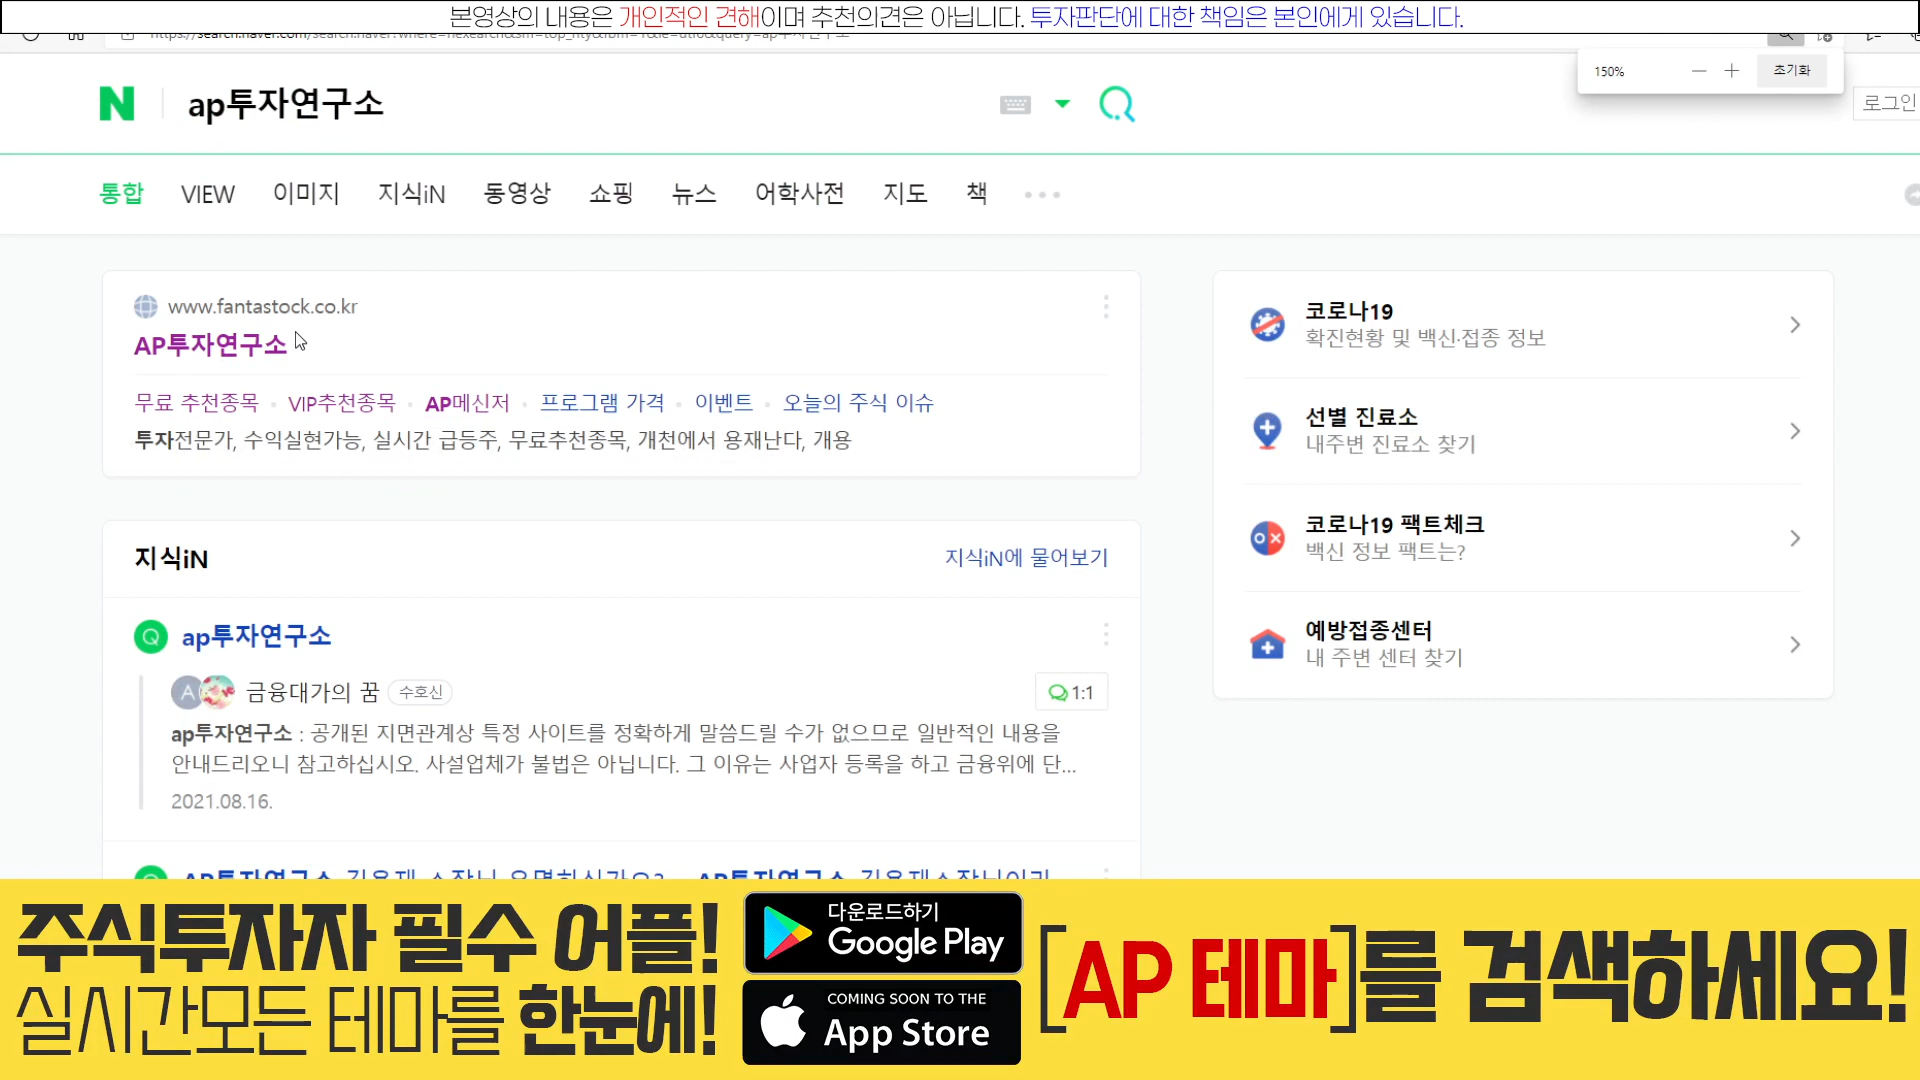 본영상의 내용은 개인적인 견해이며 추천의견은 아닙니다. 투자판단에 대한 책임은 본인에게 있습니다.
150%
초기화
N ap투자연구소
로그인
통합 VIEW 이미지 지식iN 동영상 쇼핑 뉴스 어학사전 지도 책
www.fantastock.co.kr
AP투자연구소
무료 추천종목 · VIP추천종목 · AP메신저 · 프로그램 가격 · 이벤트 · 오늘의 주식 이슈
투자전문가, 수익실현가능, 실시간 급등주, 무료추천종목, 개천에서 용재난다, 개용
지식iN
지식iN에 물어보기
Q ap투자연구소
A 금융대가의 꿈 수호신
1:1
ap투자연구소 : 공개된 지면관계상 특정 사이트를 정확하게 말씀드릴 수가 없으므로 일반적인 내용을
안내드리오니 참고하십시오. 사설업체가 불법은 아닙니다. 그 이유는 사업자 등록을 하고 금융위에 단...
2021.08.16.
코로나19
확진현황 및 백신·접종 정보
선별 진료소
내주변 진료소 찾기
코로나19 팩트체크
백신 정보 팩트는?
예방접종센터
내 주변 센터 찾기
주식투자자 필수 어플!
실시간모든 테마를 한눈에!
다운로드하기
Google Play
COMING SOON TO THE
App Store
[AP 테마]를 검색하세요!